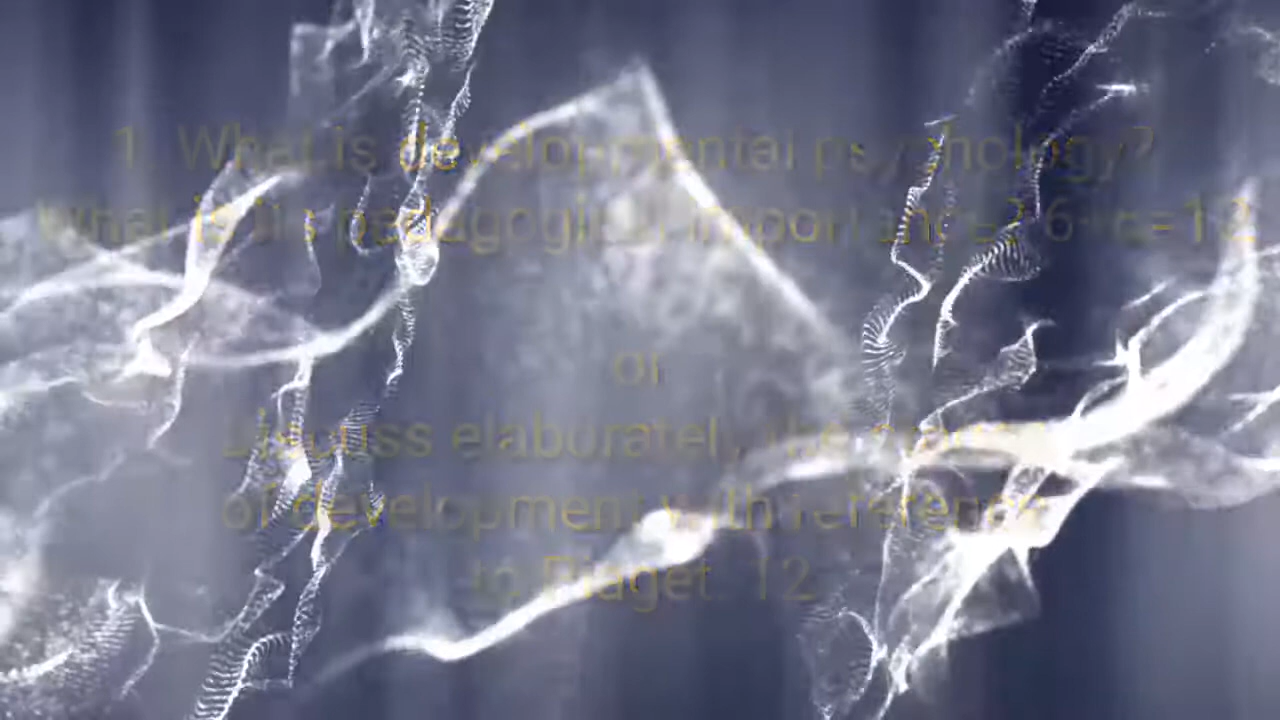 1. What is developmental psychology?
What is its pedagogical importance? 6+6=12
or
Discuss elaborately the
of development with reference
to Piaget. 12